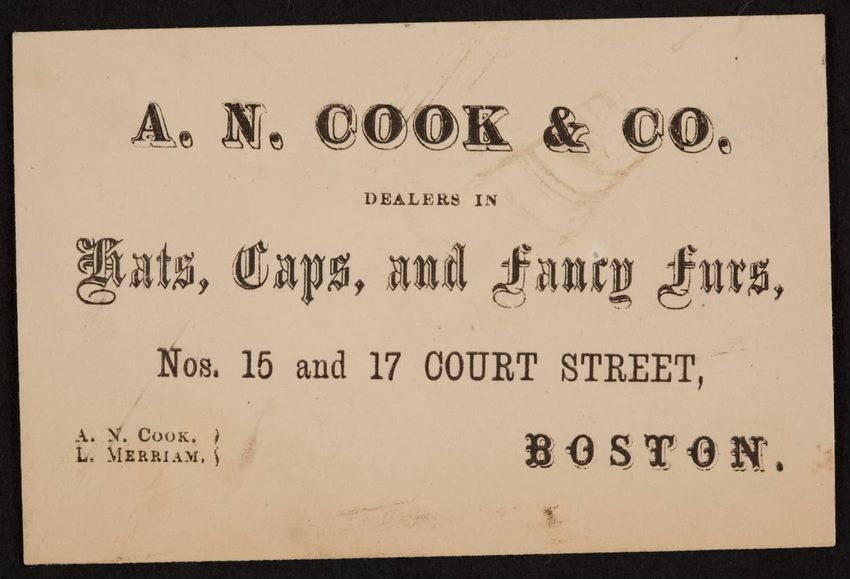 A. N. COOK & CO.
DEALERS IN
Hats, Caps, and Fancy Furs,
Nos. 15 and 17 COURT STREET,
A. N. COOK. }
L. MERRIAM. }
BOSTON.